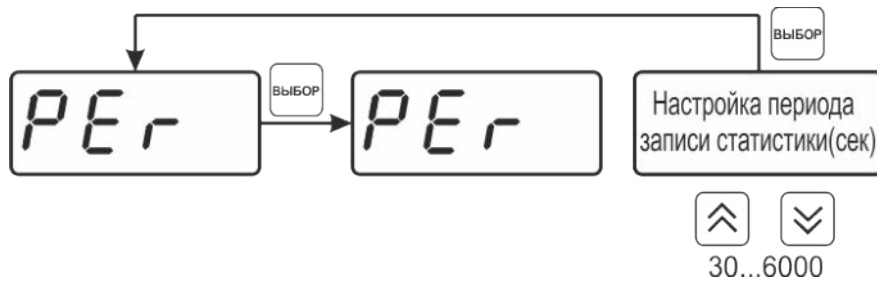 ВЫБОР
PEr
ВЫБОР
PEr
Настройка периода
записи статистики(сек)
30...6000